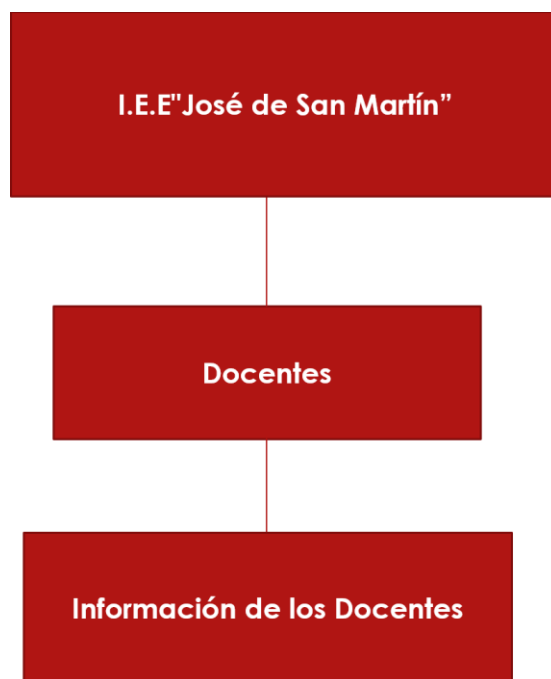 I.E.E"José de San Martín”
Docentes
Información de los Docentes